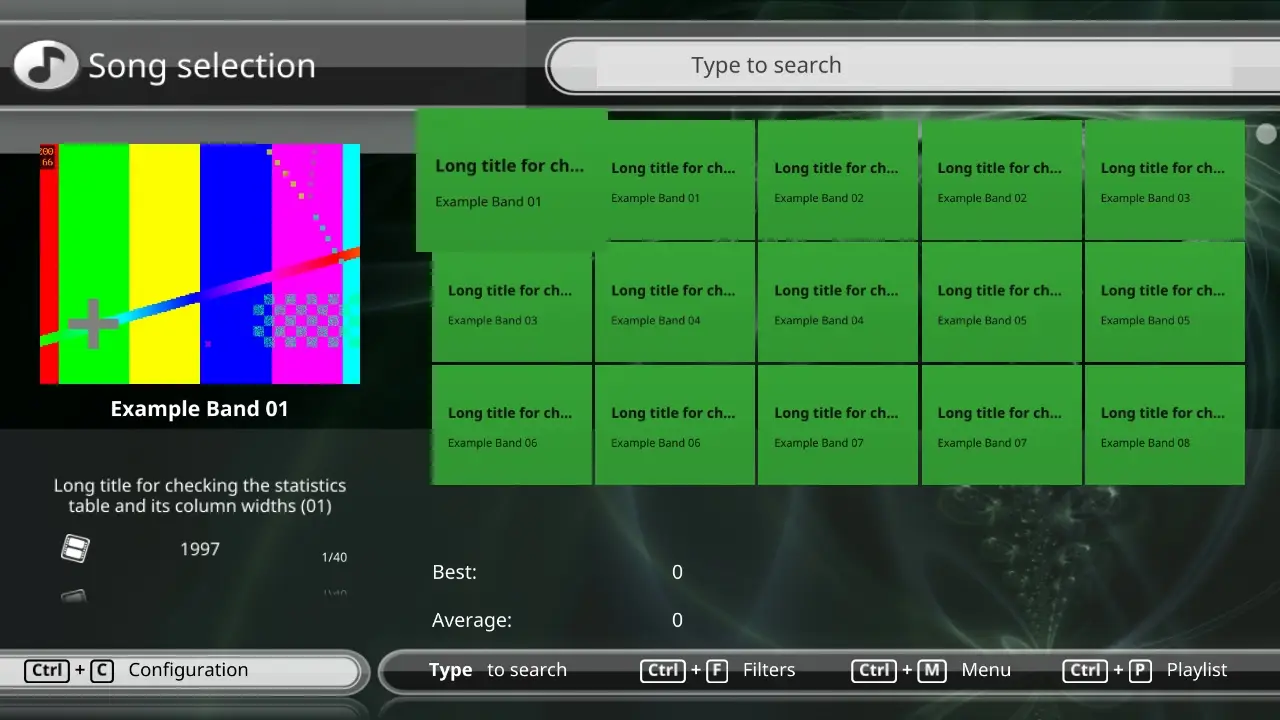 Song selection
Type to search
Long title for ch...
Example Band 01
Long title for ch...
Example Band 01
Long title for ch...
Example Band 02
Long title for ch...
Example Band 02
Long title for ch...
Example Band 03
Long title for ch...
Example Band 03
Long title for ch...
Example Band 04
Long title for ch...
Example Band 04
Long title for ch...
Example Band 05
Long title for ch...
Example Band 05
Long title for ch...
Example Band 06
Long title for ch...
Example Band 06
Long title for ch...
Example Band 07
Long title for ch...
Example Band 07
Long title for ch...
Example Band 08
Example Band 01
Long title for checking the statistics
table and its column widths (01)
1997
1/40
Best: 0
Average: 0
Ctrl + C Configuration
Type to search
Ctrl + F Filters
Ctrl + M Menu
Ctrl + P Playlist